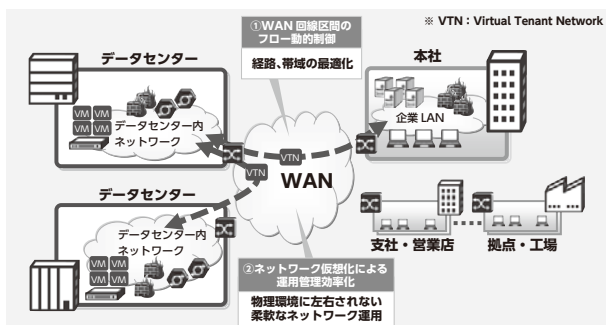 ※ VTN：Virtual Tenant Network
①WAN 回線区間の
フロー動的制御
経路、帯域の最適化
データセンター
VM VM
VM VM
データセンター内
ネットワーク
本社
企業 LAN
VTN
VTN
WAN
データセンター
データセンター内
ネットワーク
VM VM
VM VM
支社・営業店
拠点・工場
②ネットワーク仮想化による
運用管理効率化
物理環境に左右されない
柔軟なネットワーク運用